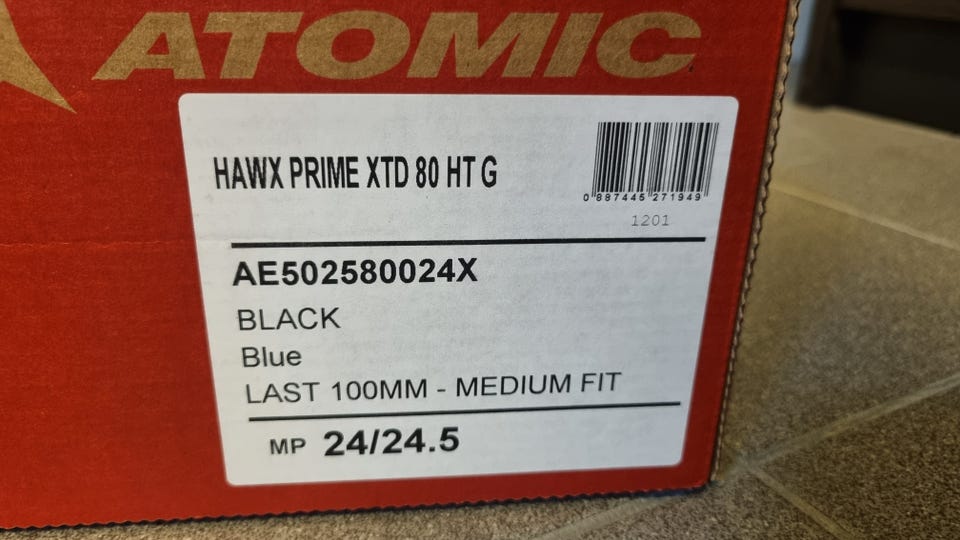 ATOMIC
HAWX PRIME XTD 80 HT G
0 887445 271949
1201
AE502580024X
BLACK
Blue
LAST 100MM - MEDIUM FIT
MP 24/24.5